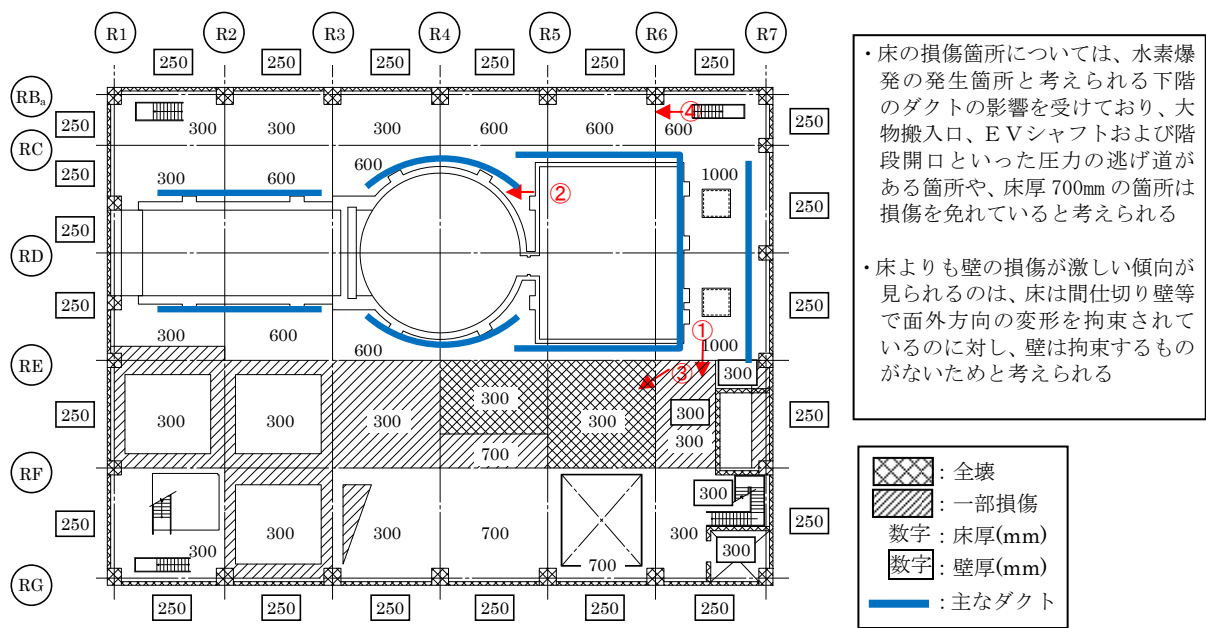 R1 R2 R3 R4 R5 R6 R7
250 250 250 250 250 250
RBa
250 300 300 300 600 600 600 ④ 250
RC
250 300 600 600 ② 1000 250
250
RD
250 300 600 600 ① 1000 250
RE
300
250 300 300 300 300 ③ 300 300 250
700
RF
300
250 300 300 300 700 700 300 300 250
RG
250 250 250 250 250 250
・床の損傷箇所については、水素爆
発の発生箇所と考えられる下階
のダクトの影響を受けており、大
物搬入口、ＥＶシャフトおよび階
段開口といった圧力の逃げ道が
ある箇所や、床厚 700㎜ の箇所は
損傷を免れていると考えられる
・床よりも壁の損傷が激しい傾向が
見られるのは、床は間仕切り壁等
で面外方向の変形を拘束されて
いるのに対し、壁は拘束するもの
がないためと考えられる
：全壊
：一部損傷
数字：床厚(mm)
数字：壁厚(mm)
：主なダクト